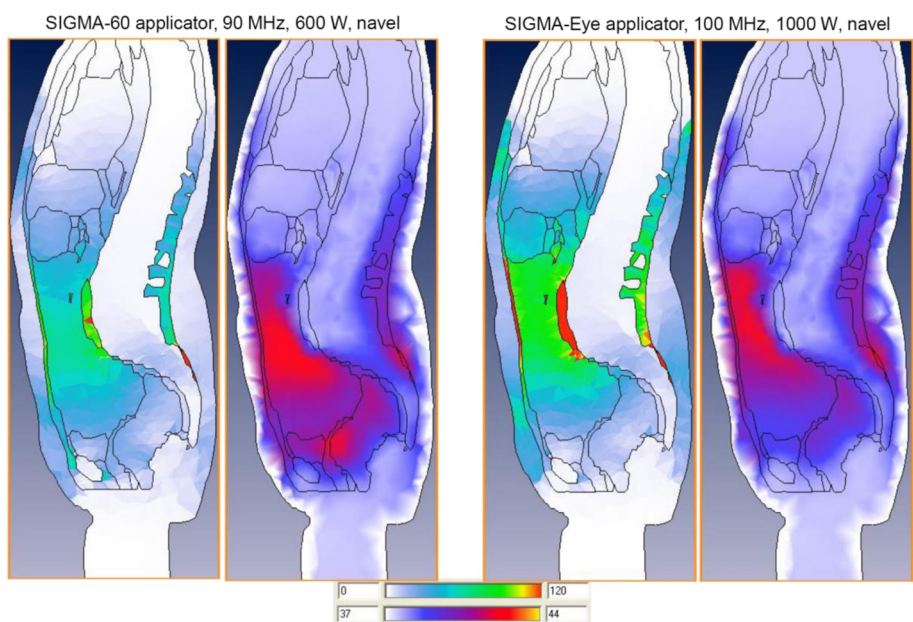 SIGMA-60 applicator, 90 MHz, 600 W, navel
SIGMA-Eye applicator, 100 MHz, 1000 W, navel
0
120
37
44